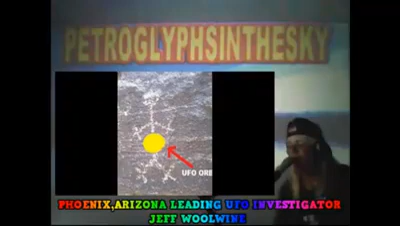 PETROGLYPHSINTHESKY
UFO ORB
PHOENIX,ARIZONA LEADING UFO INVESTIGATOR
JEFF WOOLWINE